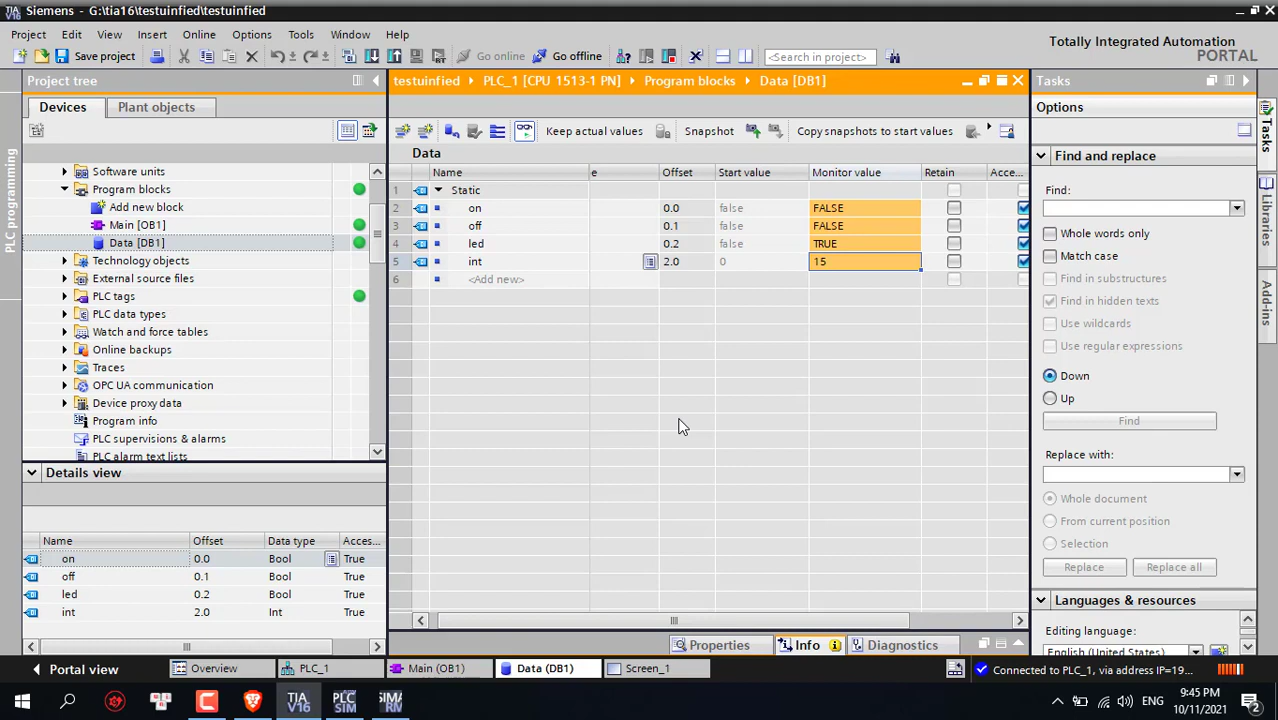 TIA V16 Siemens - G:\tia16\testuinfied\testuinfied
Project Edit View Insert Online Options Tools Window Help
Totally Integrated Automation
PORTAL
Save project Go online Go offline <Search in project>
Project tree
testuinfied PLC_1 [CPU 1513-1 PN] Program blocks Data [DB1]
Tasks
Devices Plant objects
Options
Keep actual values Snapshot Copy snapshots to start values
PLC programming
Data
Find and replace
Name e Offset Start value Monitor value Retain Acce...
1 Static
2 on 0.0 false FALSE
3 off 0.1 false FALSE
4 led 0.2 false TRUE
5 int 2.0 0 15
6 <Add new>
Software units
Program blocks
Add new block
Main [OB1]
Data [DB1]
Technology objects
External source files
PLC tags
PLC data types
Watch and force tables
Online backups
Traces
OPC UA communication
Device proxy data
Program info
PLC supervisions & alarms
PLC alarm text lists
Find:
Whole words only
Match case
Find in substructures
Find in hidden texts
Use wildcards
Use regular expressions
Down
Up
Find
Replace with:
Whole document
From current position
Selection
Replace Replace all
Languages & resources
Editing language:
English (United States)
Tasks
Libraries
Add-ins
Details view
Name Offset Data type Acces...
on 0.0 Bool True
off 0.1 Bool True
led 0.2 Bool True
int 2.0 Int True
Properties Info Diagnostics
Portal view Overview PLC_1 Main (OB1) Data (DB1) Screen_1
Connected to PLC_1, via address IP=19...
TIA V16
PLC SIM
SIMA RM
ENG
9:45 PM
10/11/2021
2